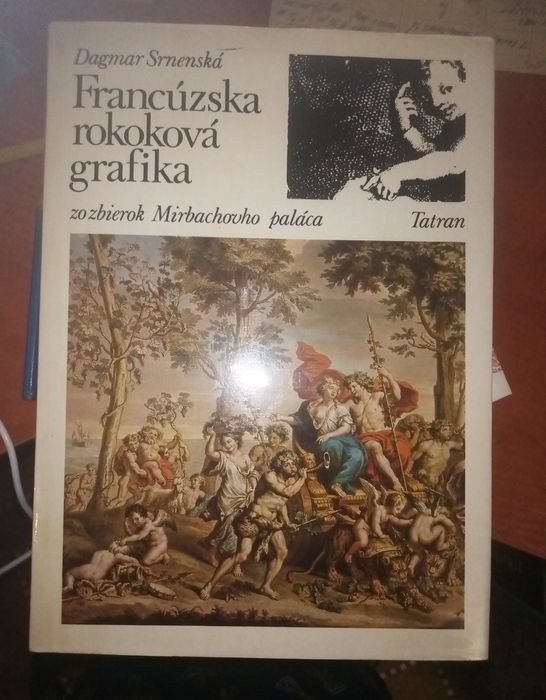 Dagmar Srnenská
Francúzska
rokoková
grafika
zo zbierok Mirbachovho paláca
Tatran